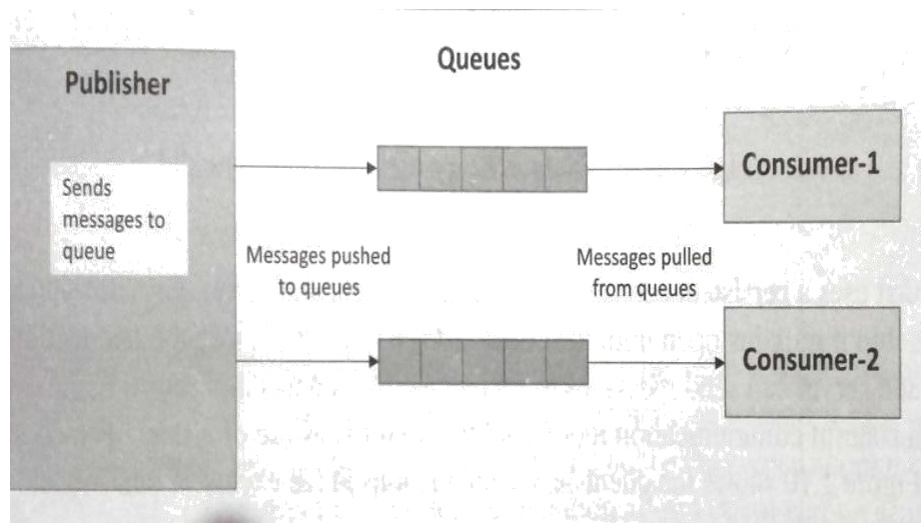 Queues
Publisher
Sends
messages to
queue
Consumer-1
Messages pushed
to queues
Messages pulled
from queues
Consumer-2